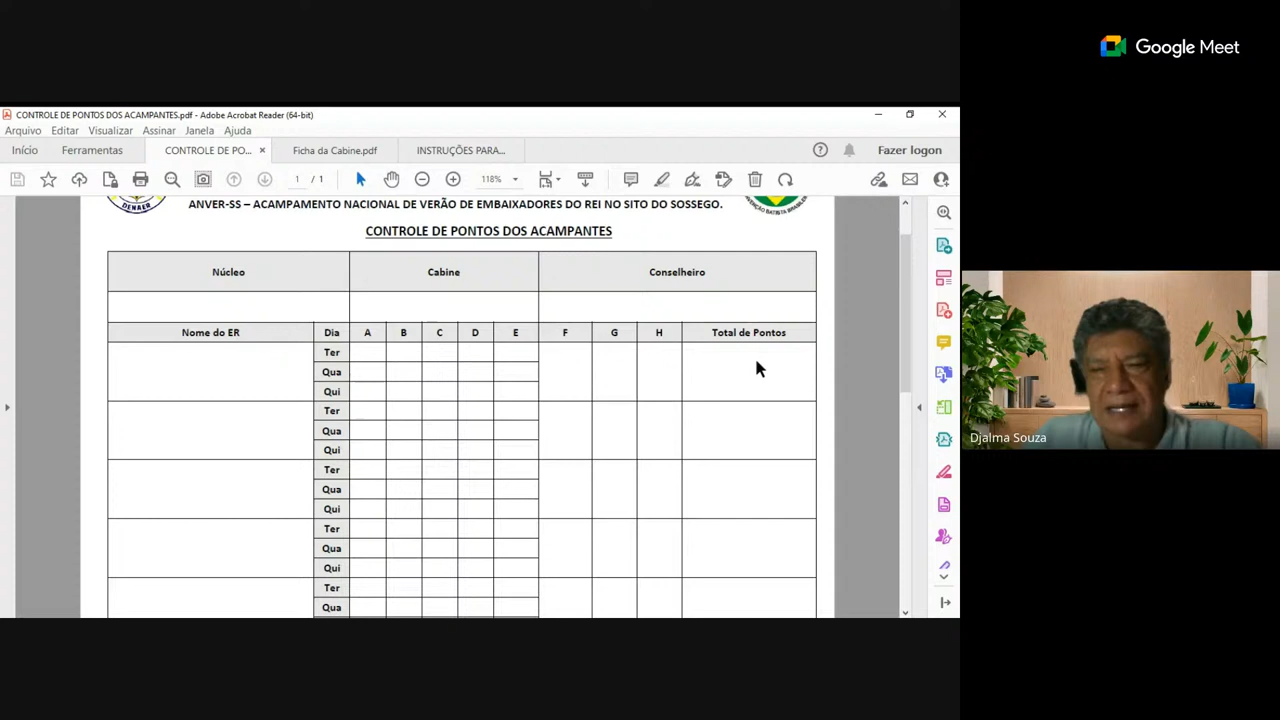 Google Meet
CONTROLE DE PONTOS DOS ACAMPANTES.pdf - Adobe Acrobat Reader (64-bit)
Arquivo Editar Visualizar Assinar Janela Ajuda
Início Ferramentas CONTROLE DE PO... Ficha da Cabine.pdf INSTRUÇÕES PARA... Fazer logon
1 / 1 118%
DENAER
ANVER-SS – ACAMPAMENTO NACIONAL DE VERÃO DE EMBAIXADORES DO REI NO SITO DO SOSSEGO.
CONTROLE DE PONTOS DOS ACAMPANTES
Núcleo Cabine Conselheiro
Nome do ER Dia A B C D E F G H Total de Pontos
Ter
Qua
Qui
Ter
Qua
Qui
Ter
Qua
Qui
Ter
Qua
Qui
Ter
Qua
Djalma Souza